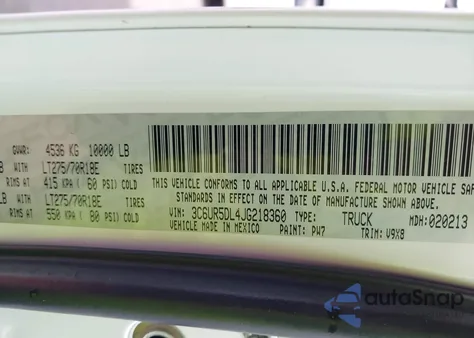 GVWR: 4536 KG 10000 LB
B WITH LT275/70R18E TIRES
RIMS AT 415 KPA ( 60 PSI) COLD
B WITH LT275/70R18E TIRES
RIMS AT 550 KPA ( 80 PSI) COLD
THIS VEHICLE CONFORMS TO ALL APPLICABLE U.S.A. FEDERAL MOTOR VEHICLE SAF
STANDARDS IN EFFECT ON THE DATE OF MANUFACTURE SHOWN ABOVE.
VIN: 3C6UR5DL4JG218360 TYPE: TRUCK MDH: 020213
VEHICLE MADE IN MEXICO PAINT: PW7 TRIM: V9X8
autoSnap